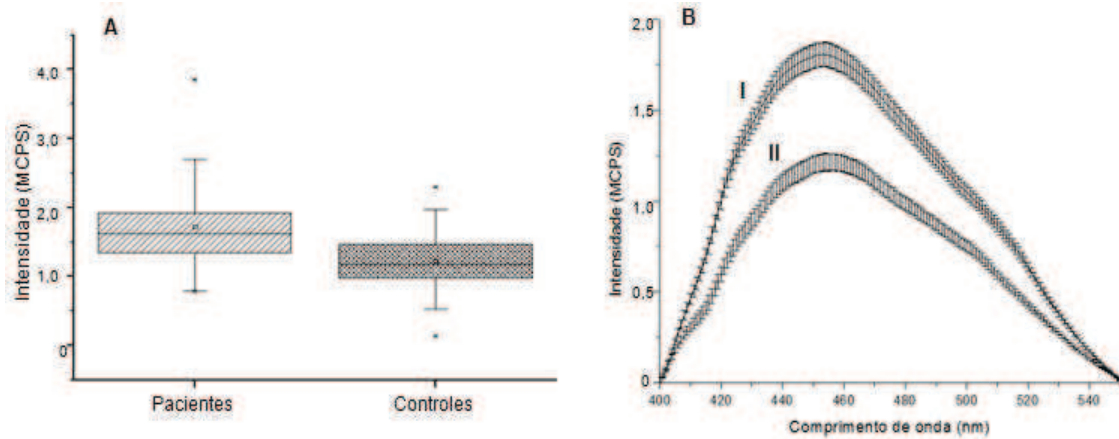 A
Intensidade (MCPS)
4,0
3,0
2,0
1,0
0
Pacientes
Controles
B
Intensidade (MCPS)
2.0
1.5
1.0
0.5
0
I
II
400
420
440
460
480
500
520
540
Comprimento de onda (nm)